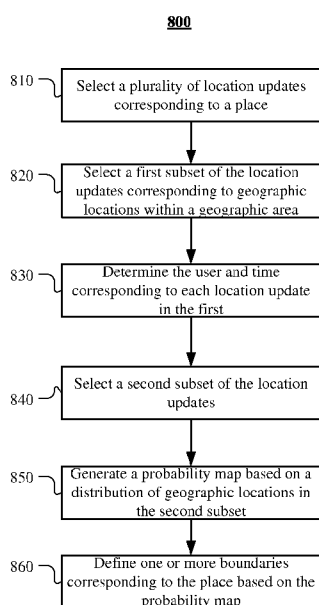 800
810
Select a plurality of location updates
corresponding to a place
820
Select a first subset of the location
updates corresponding to geographic
locations within a geographic area
830
Determine the user and time
corresponding to each location update
in the first
840
Select a second subset of the location
updates
850
Generate a probability map based on a
distribution of geographic locations in
the second subset
860
Define one or more boundaries
corresponding to the place based on the
probability map